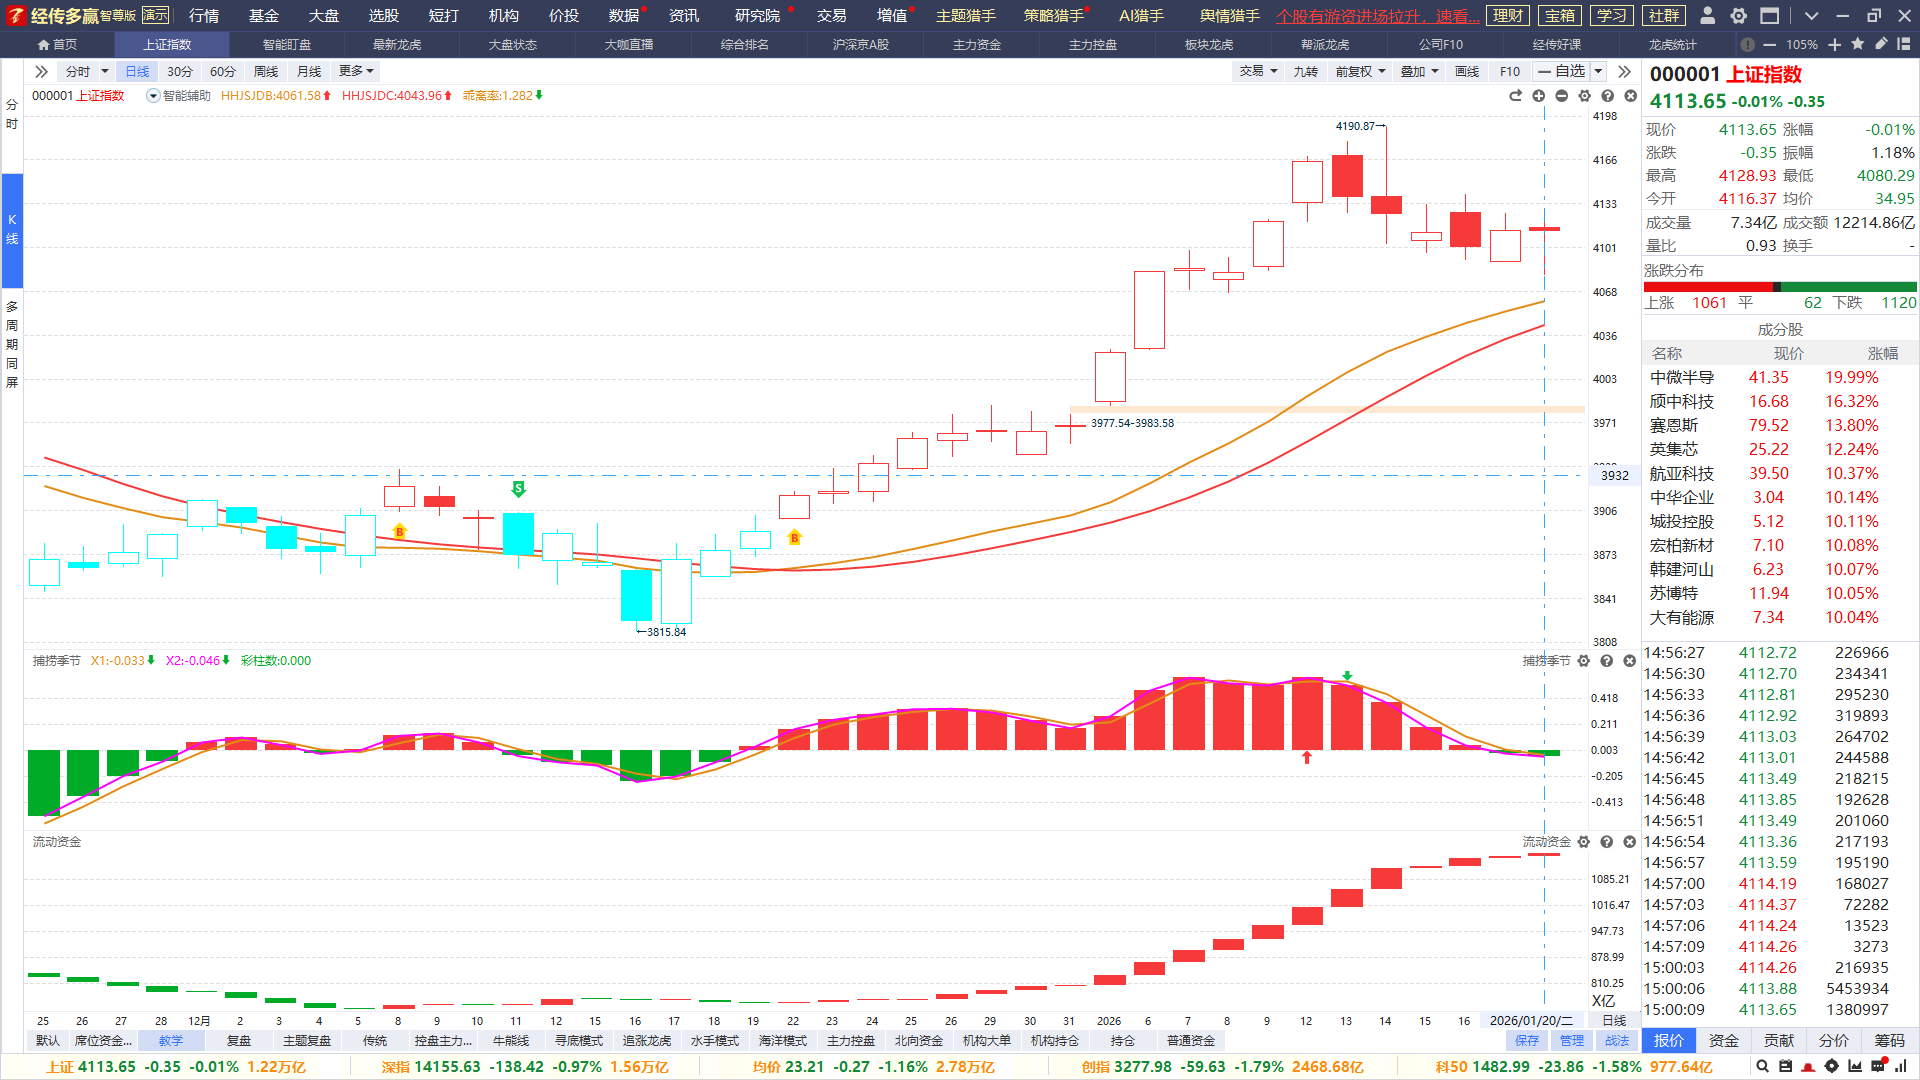 经传多赢 智尊版 演示 行情 基金 大盘 选股 短打 机构 价投 数据 资讯 研究院 交易 增值 主题猎手 策略猎手 AI猎手 舆情猎手 个股有游资进场拉升，速看... 理财 宝箱 学习 社群
首页 上证指数 智能盯盘 最新龙虎 大盘状态 大咖直播 综合排名 沪深京A股 主力资金 主力控盘 板块龙虎 帮派龙虎 公司F10 经传好课 龙虎统计 105%
分时 日线 30分 60分 周线 月线 更多 交易 九转 前复权 叠加 画线 F10 自选
000001 上证指数 智能辅助 HHJSJDB:4061.58 HHJSJDC:4043.96 乖离率:1.282
分时
K线
多周期同屏
4190.87
3977.54-3983.58
3815.84
B
S
B
4198
4166
4133
4101
4068
4036
4003
3971
3932
3906
3873
3841
3808
捕捞季节 X1:-0.033 X2:-0.046 彩柱数:0.000 捕捞季节
0.418
0.211
0.003
-0.205
-0.413
流动资金 流动资金
1085.21
1016.47
947.73
878.99
810.25
X亿
25 26 27 28 12月 2 3 4 5 8 9 10 11 12 15 16 17 18 19 22 23 24 25 26 29 30 31 2026 6 7 8 9 12 13 14 15 16 2026/01/20/二 日线
默认 席位资金... 教学 复盘 主题复盘 传统 控盘主力... 牛能线 寻底模式 追涨龙虎 水手模式 海洋模式 主力控盘 北向资金 机构大单 机构持仓 持仓 普通资金 保存 管理 战法
000001 上证指数
4113.65 -0.01% -0.35
现价 4113.65 涨幅 -0.01%
涨跌 -0.35 振幅 1.18%
最高 4128.93 最低 4080.29
今开 4116.37 均价 34.95
成交量 7.34亿 成交额 12214.86亿
量比 0.93 换手 -
涨跌分布
上涨 1061 平 62 下跌 1120
成分股
名称 现价 涨幅
中微半导 41.35 19.99%
颀中科技 16.68 16.32%
赛恩斯 79.52 13.80%
英集芯 25.22 12.24%
航亚科技 39.50 10.37%
中华企业 3.04 10.14%
城投控股 5.12 10.11%
宏柏新材 7.10 10.08%
韩建河山 6.23 10.07%
苏博特 11.94 10.05%
大有能源 7.34 10.04%
14:56:27 4112.72 226966
14:56:30 4112.70 234341
14:56:33 4112.81 295230
14:56:36 4112.92 319893
14:56:39 4113.03 264702
14:56:42 4113.01 244588
14:56:45 4113.49 218215
14:56:48 4113.85 192628
14:56:51 4113.49 201060
14:56:54 4113.36 217193
14:56:57 4113.59 195190
14:57:00 4114.19 168027
14:57:03 4114.37 72282
14:57:06 4114.24 13523
14:57:09 4114.26 3273
15:00:03 4114.26 216935
15:00:06 4113.88 5453934
15:00:09 4113.65 1380997
报价 资金 贡献 分价 筹码
上证 4113.65 -0.35 -0.01% 1.22万亿 深指 14155.63 -138.42 -0.97% 1.56万亿 均价 23.21 -0.27 -1.16% 2.78万亿 创指 3277.98 -59.63 -1.79% 2468.68亿 科50 1482.99 -23.86 -1.58% 977.64亿